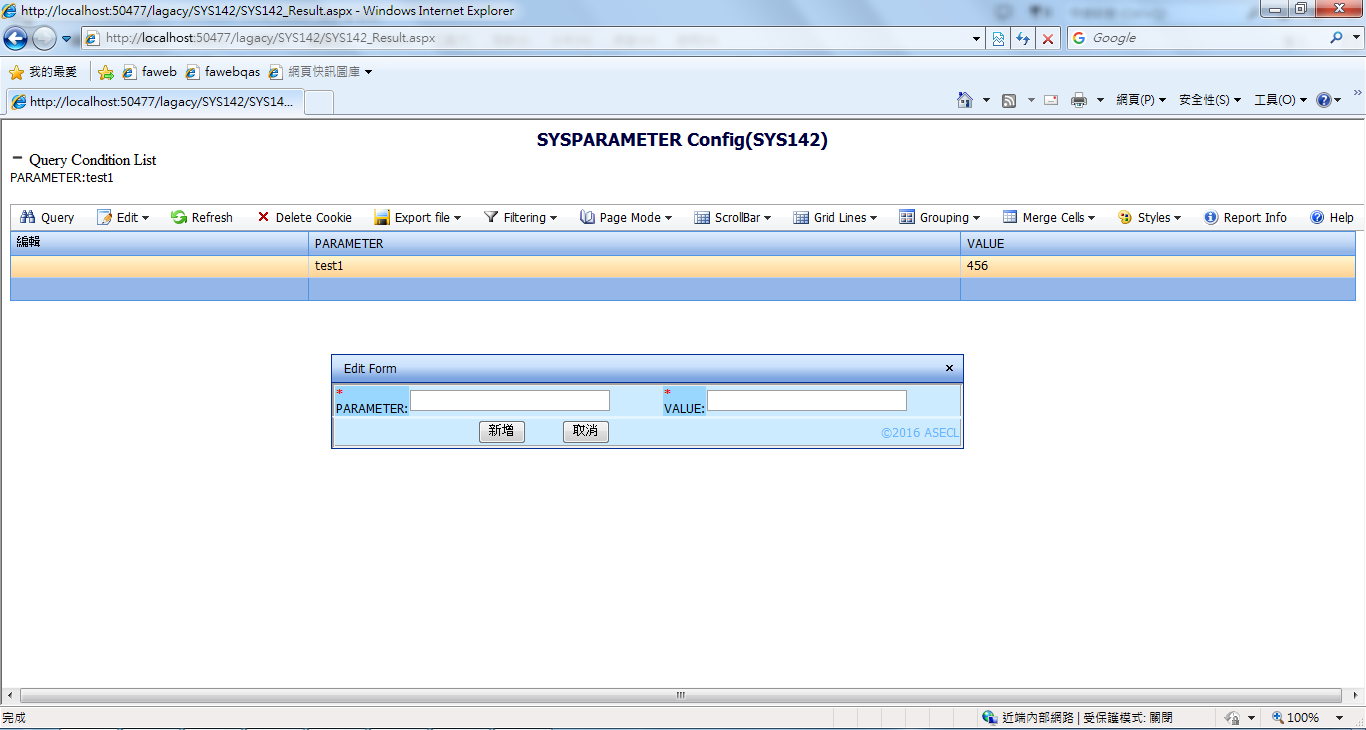 http://localhost:50477/lagacy/SYS142/SYS142_Result.aspx - Windows Internet Explorer
http://localhost:50477/lagacy/SYS142/SYS142_Result.aspx
Google
我的最愛 faweb fawebqas 網頁快訊圖庫
http://localhost:50477/lagacy/SYS142/SYS14...
網頁(P) 安全性(S) 工具(O)
SYSPARAMETER Config(SYS142)
Query Condition List
PARAMETER:test1
Query Edit Refresh Delete Cookie Export file Filtering Page Mode ScrollBar Grid Lines Grouping Merge Cells Styles Report Info Help
編輯 PARAMETER VALUE
test1 456
Edit Form
* PARAMETER: * VALUE:
新增 取消 ©2016 ASECL
完成 近端內部網路 | 受保護模式: 關閉 100%